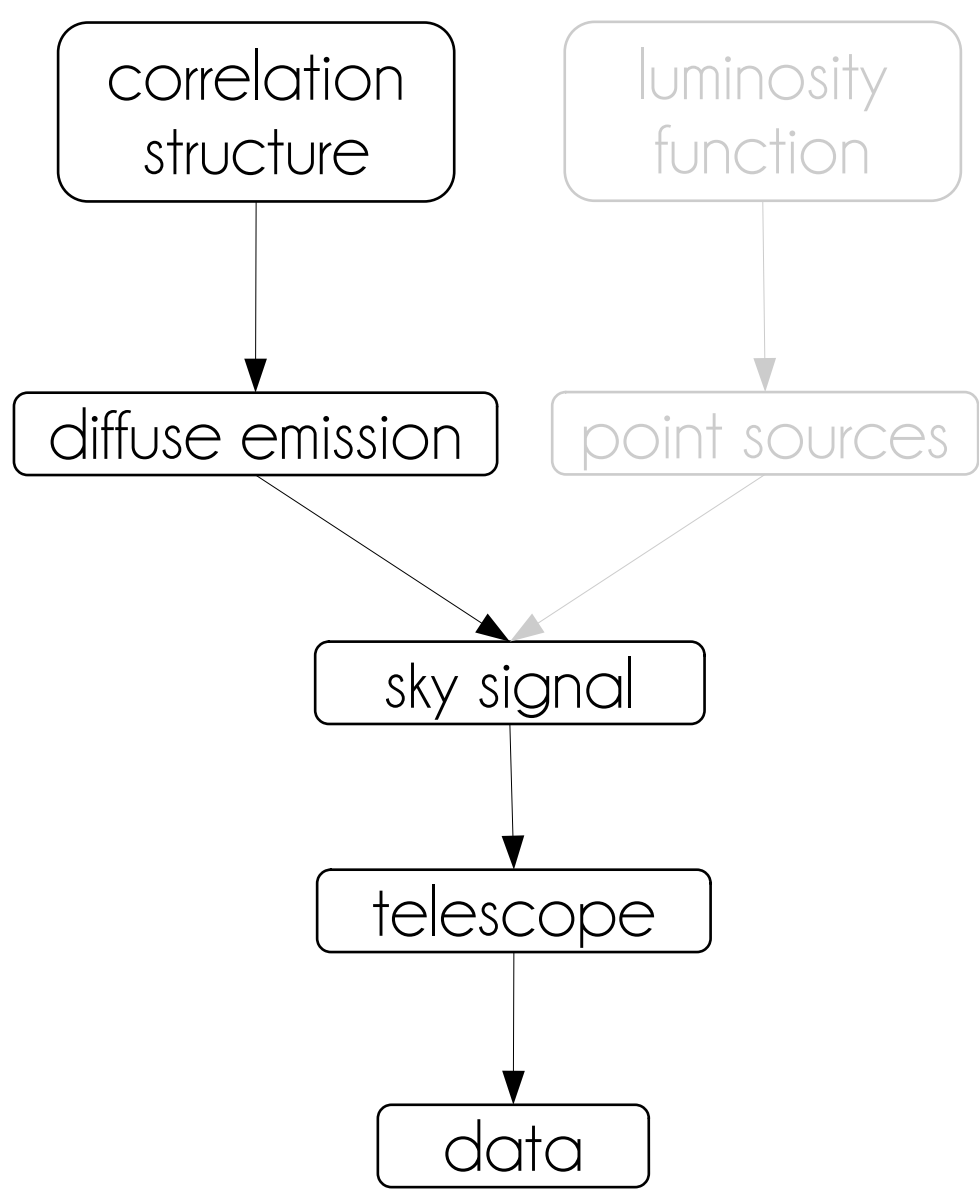 correlation
structure
luminosity
function
diffuse emission
point sources
sky signal
telescope
data